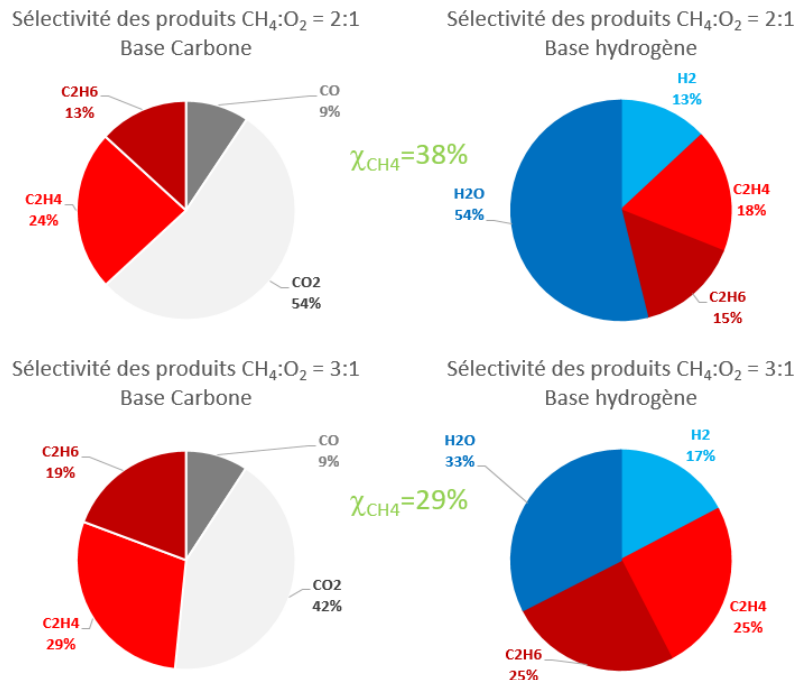 Sélectivité des produits CH₄:O₂ = 2:1
Base Carbone
C2H6
13%
CO
9%
C2H4
24%
CO2
54%
χCH4=38%
Sélectivité des produits CH₄:O₂ = 2:1
Base hydrogène
H2
13%
H2O
54%
C2H4
18%
C2H6
15%
Sélectivité des produits CH₄:O₂ = 3:1
Base Carbone
C2H6
19%
CO
9%
CO2
42%
C2H4
29%
χCH4=29%
Sélectivité des produits CH₄:O₂ = 3:1
Base hydrogène
H2O
33%
H2
17%
C2H4
25%
C2H6
25%